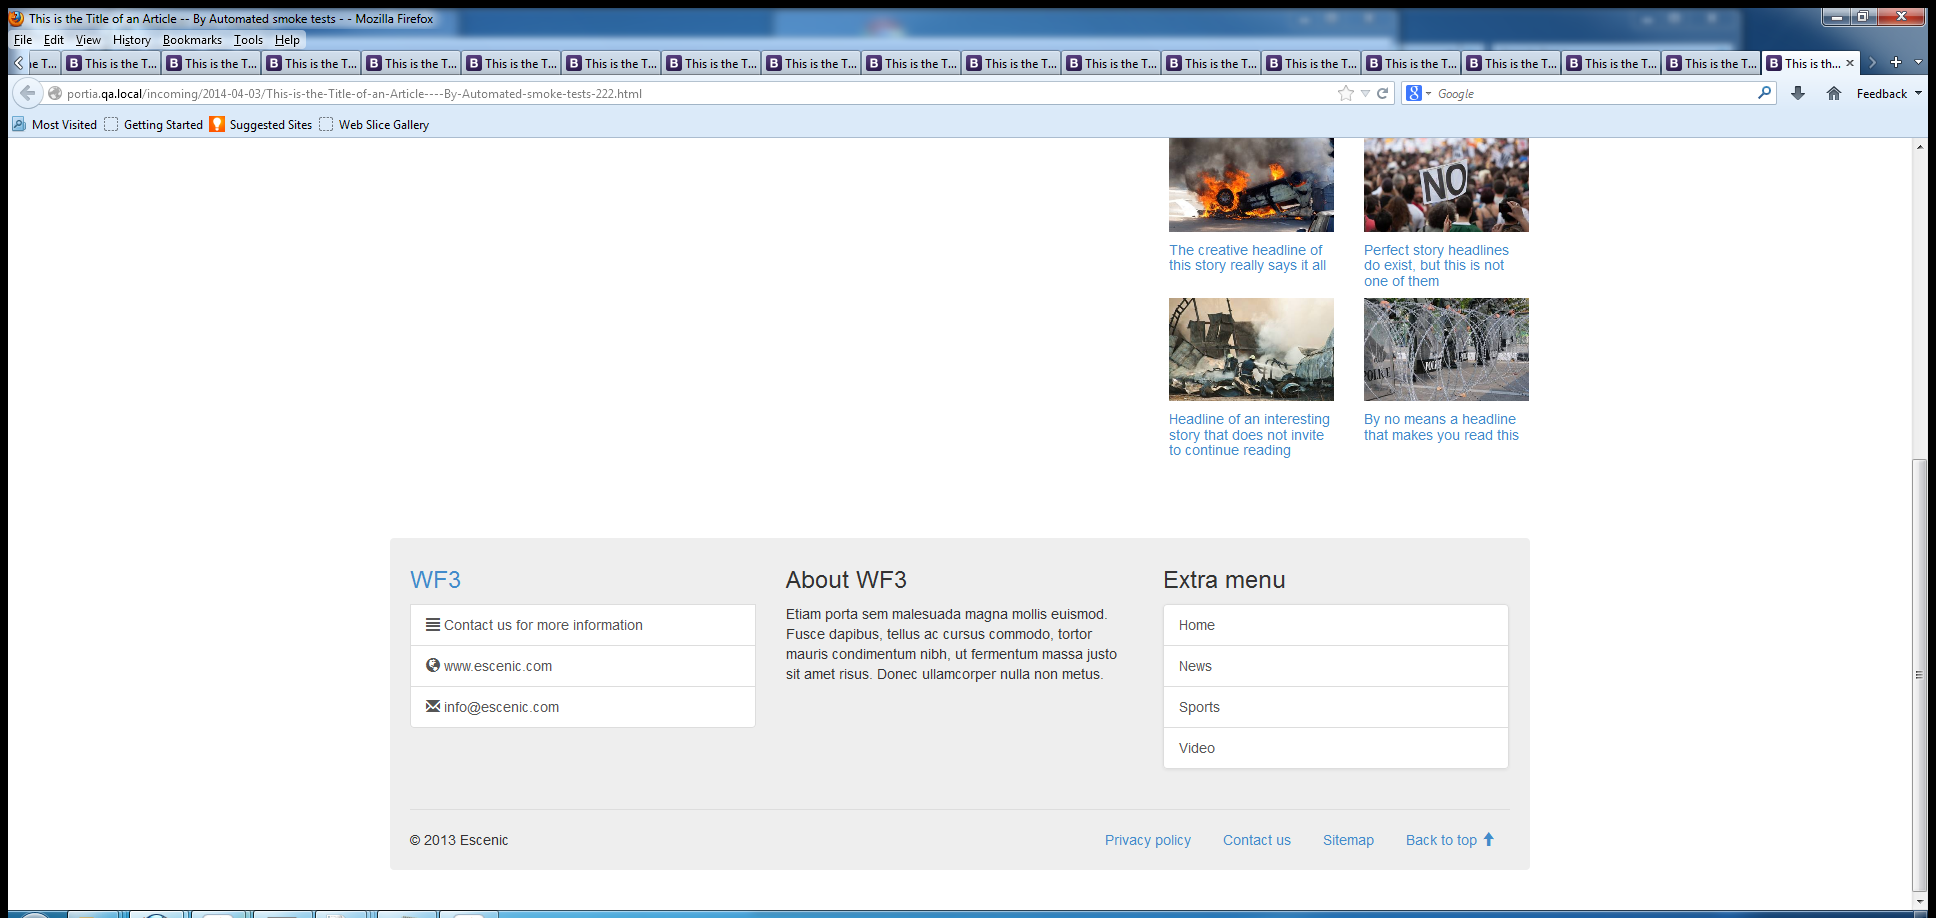 This is the Title of an Article -- By Automated smoke tests - - Mozilla Firefox
File Edit View History Bookmarks Tools Help
ne T... This is the T... This is the T... This is the T... This is the T... This is the T... This is the T... This is the T... This is the T... This is the T... This is the T... This is the T... This is the T... This is the T... This is the T... This is the T... This is the T... This is the T... This is th...
portia.qa.local/incoming/2014-04-03/This-is-the-Title-of-an-Article----By-Automated-smoke-tests-222.html
Google
Feedback
Most Visited Getting Started Suggested Sites Web Slice Gallery
NO
The creative headline of
this story really says it all
Perfect story headlines
do exist, but this is not
one of them
POLICE
POLICE
Headline of an interesting
story that does not invite
to continue reading
By no means a headline
that makes you read this
WF3
Contact us for more information
www.escenic.com
info@escenic.com
About WF3
Etiam porta sem malesuada magna mollis euismod.
Fusce dapibus, tellus ac cursus commodo, tortor
mauris condimentum nibh, ut fermentum massa justo
sit amet risus. Donec ullamcorper nulla non metus.
Extra menu
Home
News
Sports
Video
© 2013 Escenic
Privacy policy Contact us Sitemap Back to top